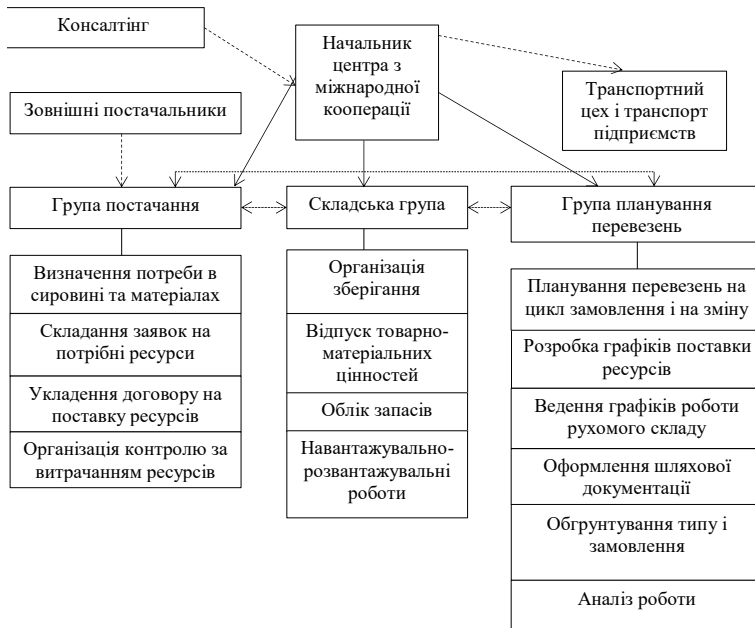 Консалтінг
Начальник
центра з
міжнародної
кооперації
Транспортний
цех і транспорт
підприємств
Зовнішні постачальники
Група постачання
Складська група
Група планування
перевезень
Визначення потреби в
сировині та матеріалах
Складання заявок на
потрібні ресурси
Укладення договору на
поставку ресурсів
Організація контролю за
витрачанням ресурсів
Організація
зберігання
Відпуск товарно-
матеріальних
цінностей
Облік запасів
Навантажувально-
розвантажувальні
роботи
Планування перевезень на
цикл замовлення і на зміну
Розробка графіків поставки
ресурсів
Ведення графіків роботи
рухомого складу
Оформлення шляхової
документації
Обгрунтування типу і
замовлення
Аналіз роботи